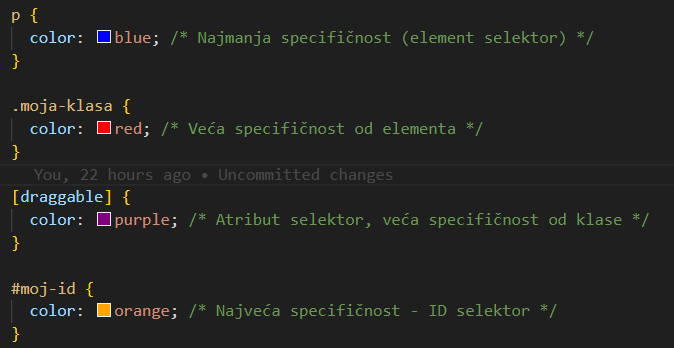 p {
color: blue; /* Najmanja specifičnost (element selektor) */
}
.moja-klasa {
color: red; /* Veća specifičnost od elementa */
}
You, 22 hours ago • Uncommitted changes
[draggable] {
color: purple; /* Atribut selektor, veća specifičnost od klase */
}
#moj-id {
color: orange; /* Najveća specifičnost - ID selektor */
}